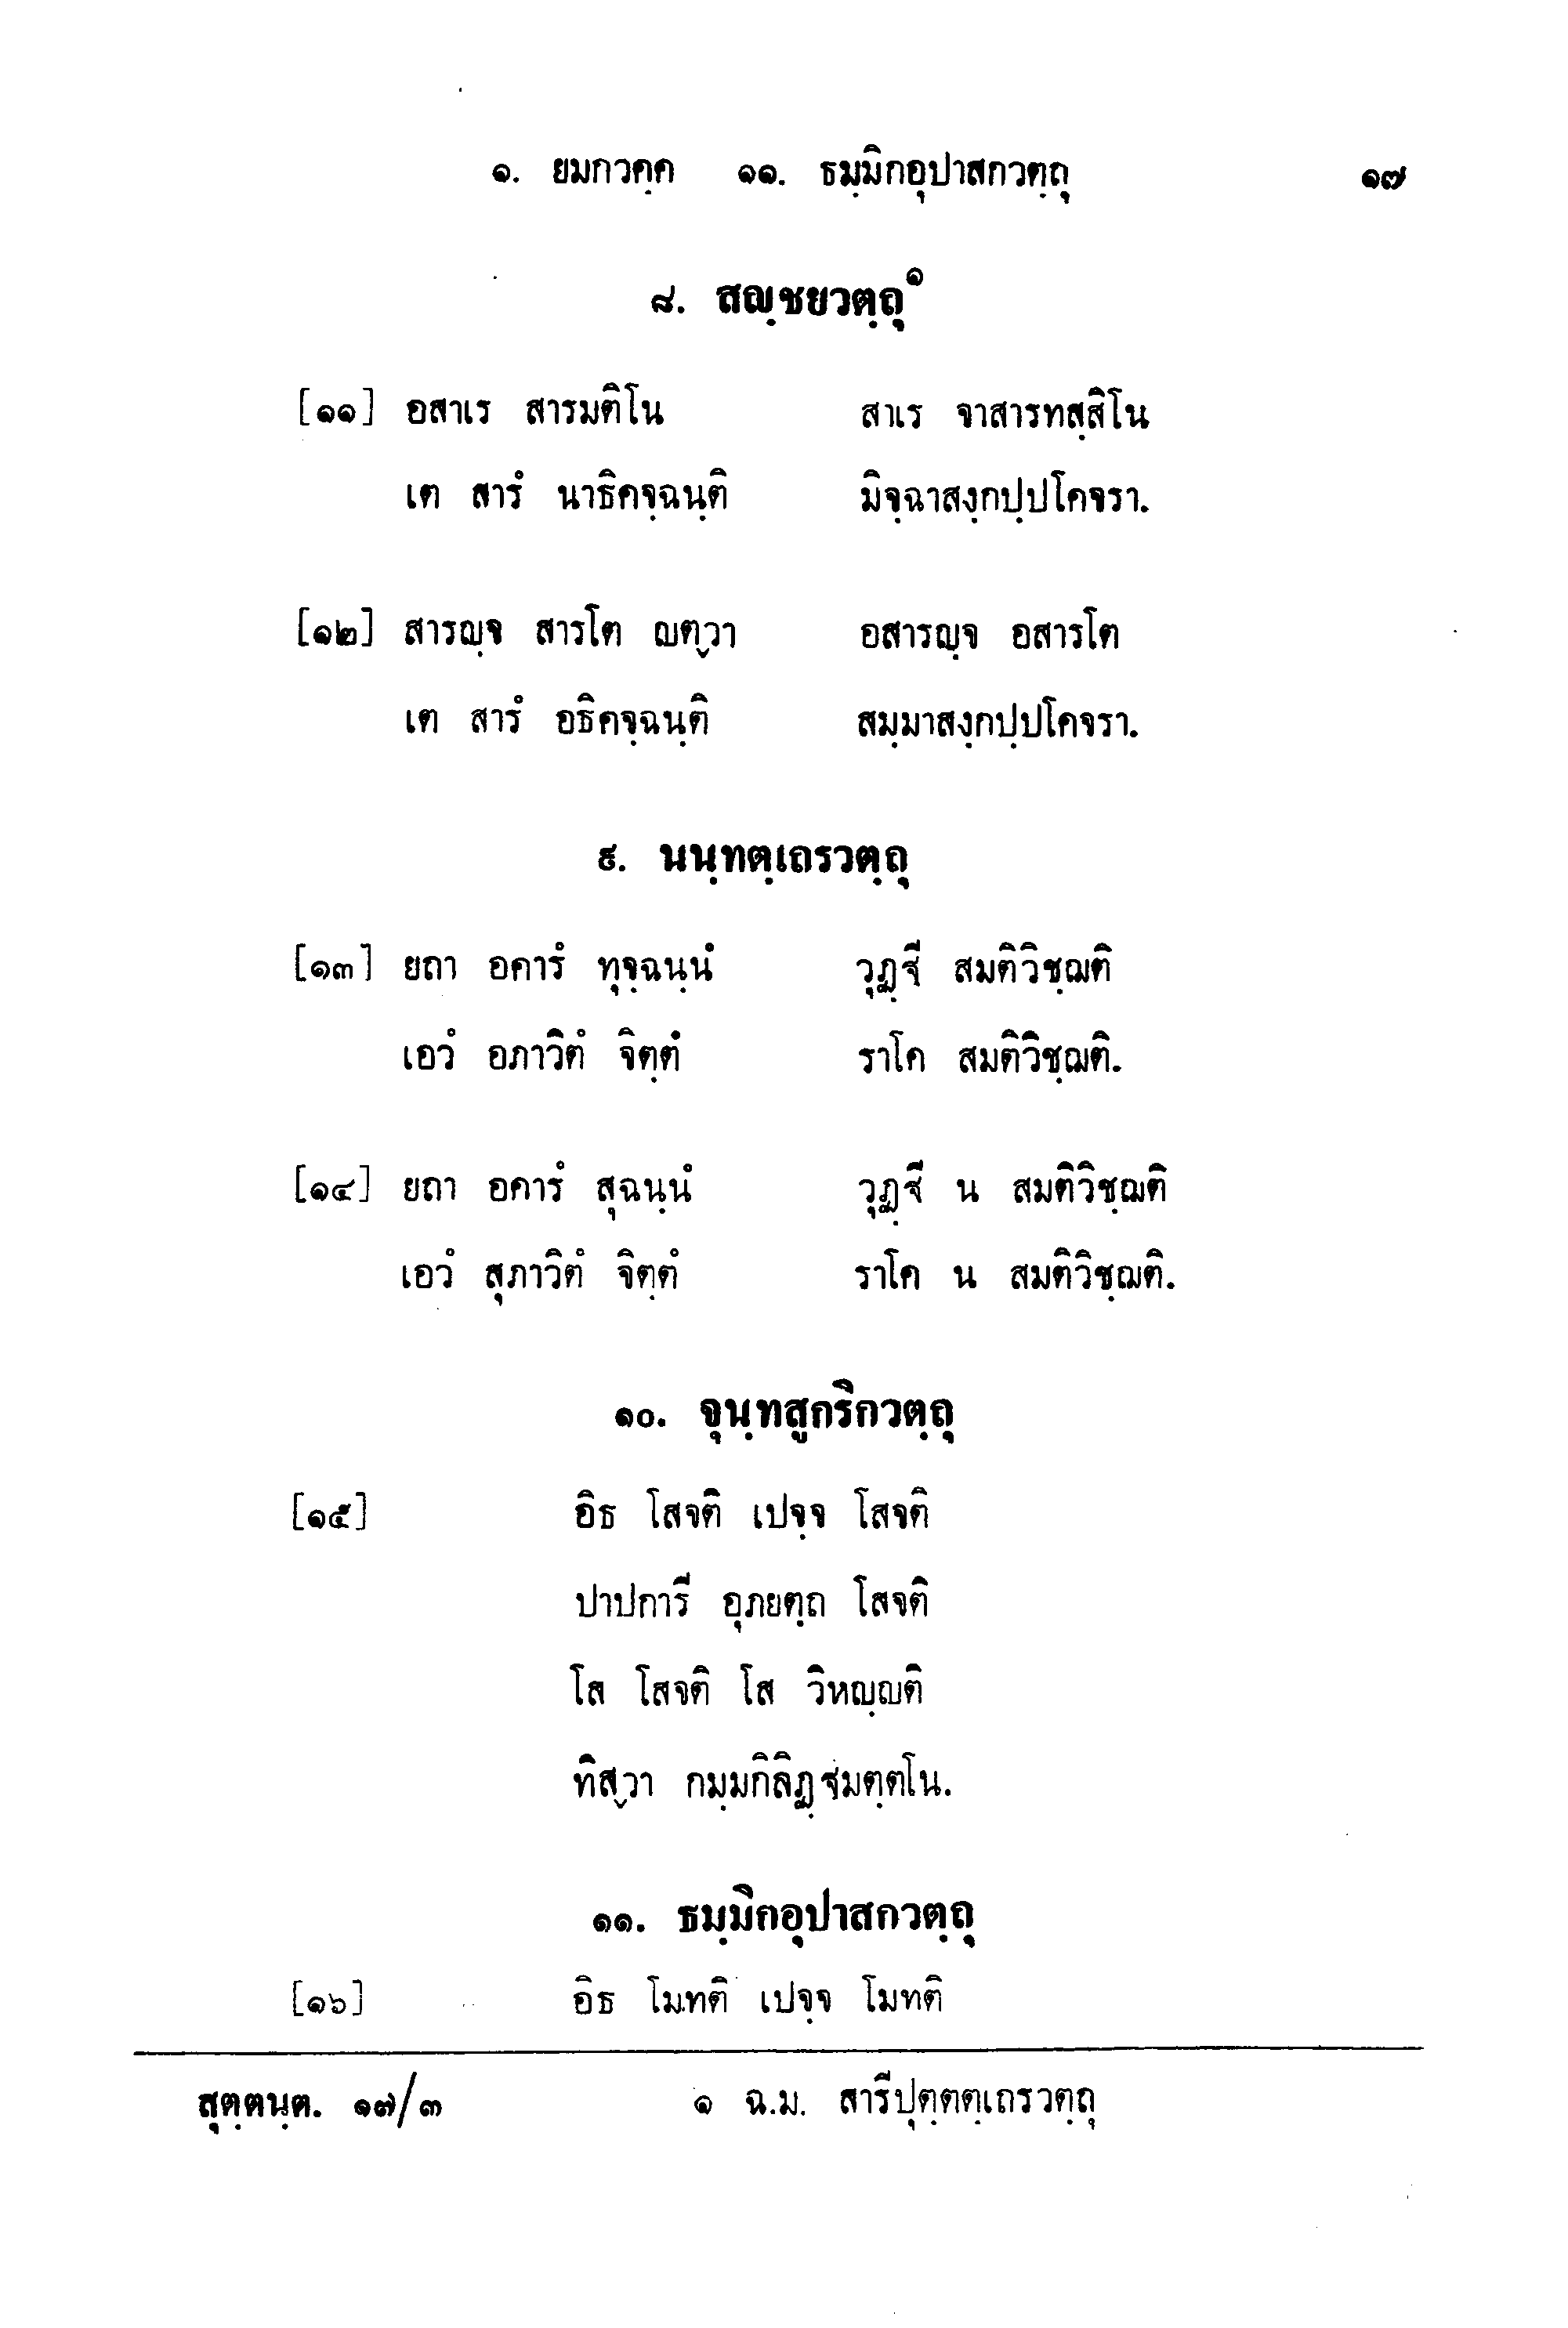 ๑. ยมกวคฺค ๑๑. ธมฺมิกอุปาสกวตฺถุ ๑๗
๘. สญฺชยวตฺถุ๑
[๑๑] อสาเร สารมติโน สาเร จาสารทสฺสิโน
เต สารํ นาธิคจฺฉนฺติ มิจฺฉาสงฺกปฺปโคจรา.
[๑๒] สารญฺจ สารโต ญตฺวา อสารญฺจ อสารโต
เต สารํ อธิคจฺฉนฺติ สมฺมาสงฺกปฺปโคจรา.
๙. นนฺทตฺเถรวตฺถุ
[๑๓] ยถา อคารํ ทุจฺฉนฺนํ วุฏฺฐี สมติวิชฺฌติ
เอวํ อภาวิตํ จิตฺตํ ราโค สมติวิชฺฌติ.
[๑๔] ยถา อคารํ สุฉนฺนํ วุฏฺฐี น สมติวิชฺฌติ
เอวํ สุภาวิตํ จิตฺตํ ราโค น สมติวิชฺฌติ.
๑๐. จุนฺทสูกริกวตฺถุ
[๑๕] อิธ โสจติ เปจฺจ โสจติ
ปาปการี อุภยตฺถ โสจติ
โส โสจติ โส วิหญฺญติ
ทิสฺวา กมฺมกิลิฏฺฐมตฺตโน.
๑๑. ธมฺมิกอุปาสกวตฺถุ
[๑๖] อิธ โมทติ เปจฺจ โมทติ
สุตฺตนฺต. ๑๗/๓ ๑ ฉ.ม. สารีปุตฺตตฺเถรวตฺถุ